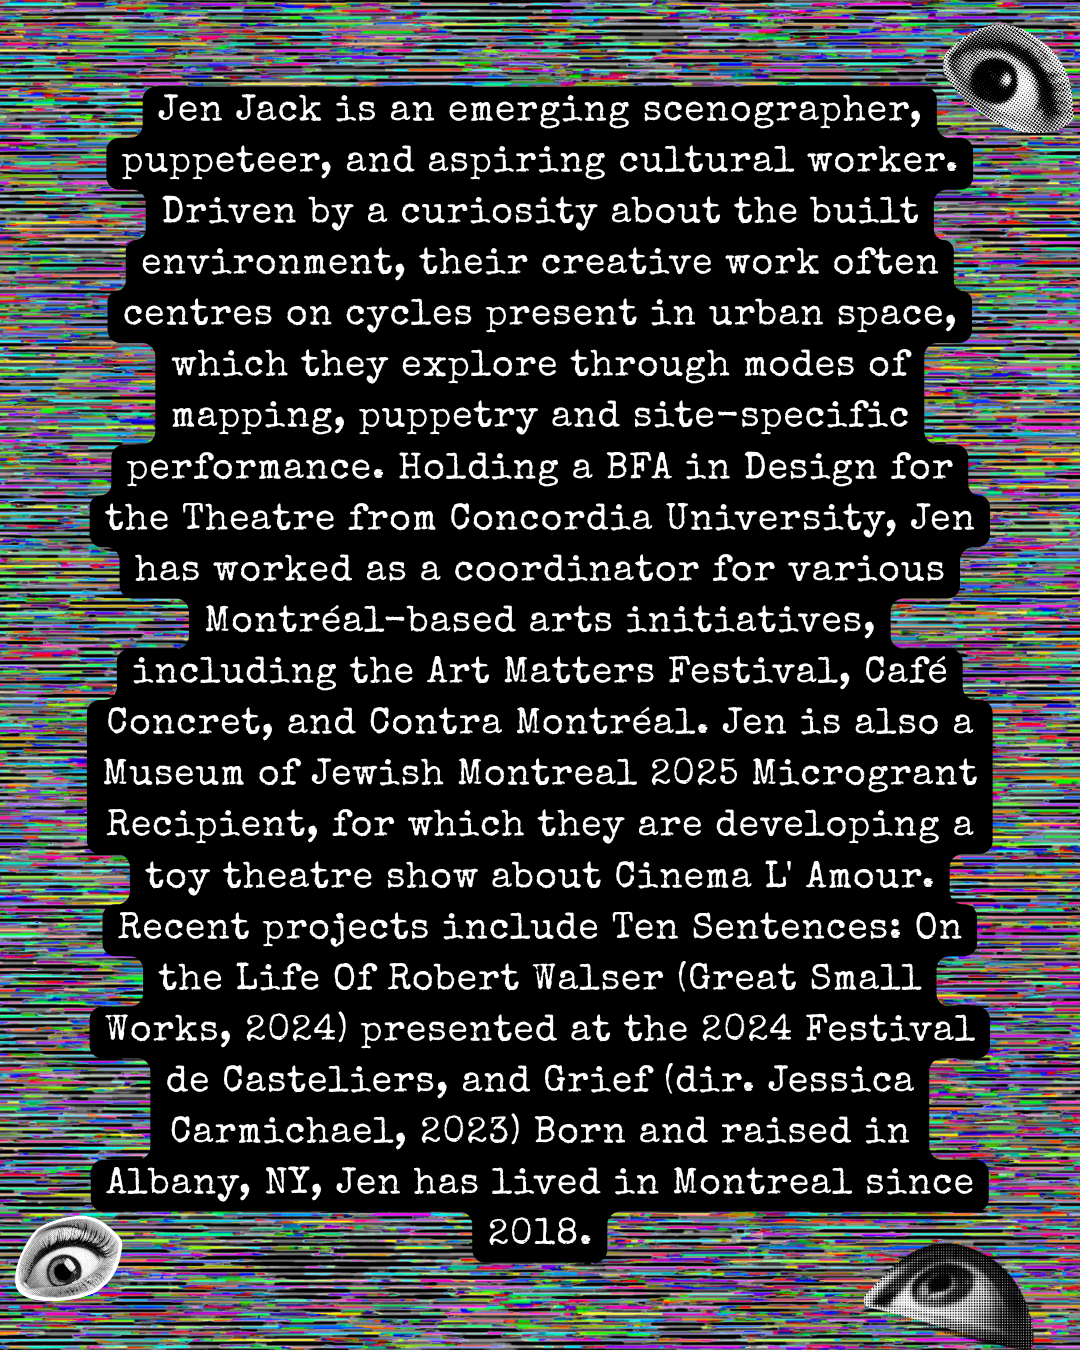 Jen Jack is an emerging scenographer,
puppeteer, and aspiring cultural worker.
Driven by a curiosity about the built
environment, their creative work often
centres on cycles present in urban space,
which they explore through modes of
mapping, puppetry and site-specific
performance. Holding a BFA in Design for
the Theatre from Concordia University, Jen
has worked as a coordinator for various
Montréal-based arts initiatives,
including the Art Matters Festival, Café
Concret, and Contra Montréal. Jen is also a
Museum of Jewish Montreal 2025 Microgrant
Recipient, for which they are developing a
toy theatre show about Cinema L' Amour.
Recent projects include Ten Sentences: On
the Life Of Robert Walser (Great Small
Works, 2024) presented at the 2024 Festival
de Casteliers, and Grief (dir. Jessica
Carmichael, 2023) Born and raised in
Albany, NY, Jen has lived in Montreal since
2018.